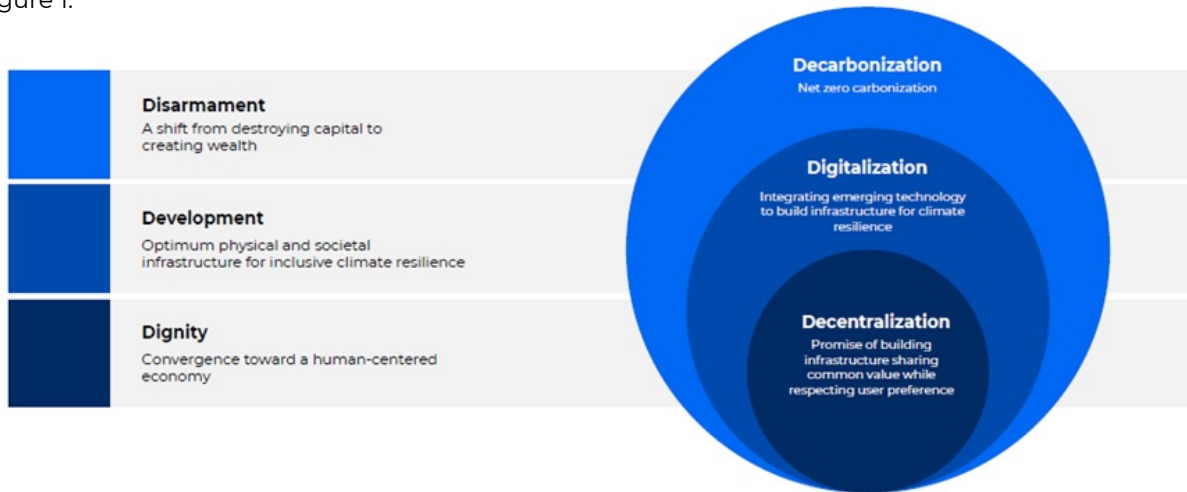 gure 1.
Disarmament
A shift from destroying capital to
creating wealth
Development
Optimum physical and societal
infrastructure for inclusive climate resilience
Dignity
Convergence toward a human-centered
economy
Decarbonization
Net zero carbonization
Digitalization
Integrating emerging technology
to build infrastructure for climate
resilience
Decentralization
Promise of building
infrastructure sharing
common value while
respecting user preference